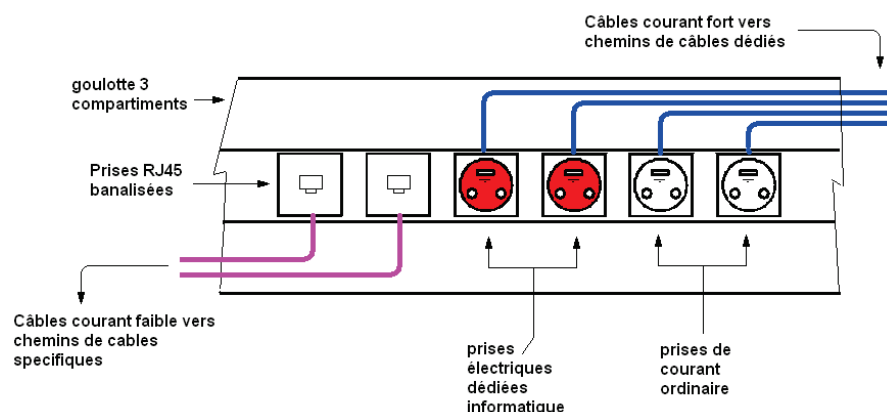 Câbles courant fort vers
chemins de câbles dédiés
goulotte 3
compartiments
Prises RJ45
banalisées
Câbles courant faible vers
chemins de cables
specifiques
prises
électriques
dédiées
informatique
prises de
courant
ordinaire